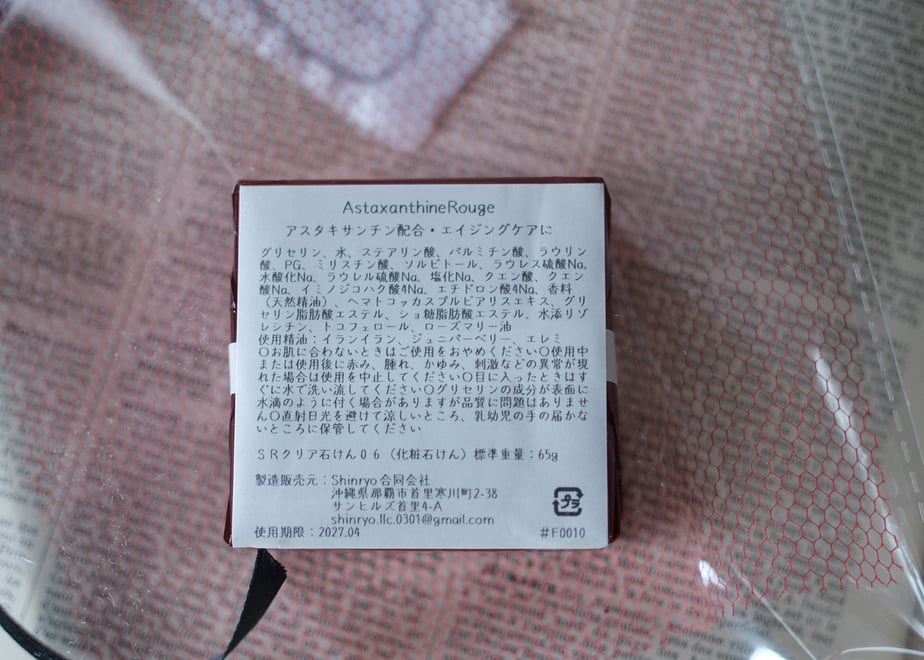 AstaxanthineRouge
アスタキサンチン配合・エイジングケアに
グリセリン、水、ステアリン酸、パルミチン酸、ラウリン
酸、PG、ミリスチン酸、ソルビトール、ラウレス硫酸Na、
水酸化Na、ラウレル硫酸Na、塩化Na、クエン酸、クエン
酸Na、イミノジコハク酸4Na、エチドロン酸4Na、香料
（天然精油）、ヘマトコッカスプルビアリスエキス、グリ
セリン脂肪酸エステル、ショ糖脂肪酸エステル、水添リゾ
レシチン、トコフェロール、ローズマリー油
使用精油：イランイラン、ジュニパーベリー、エレミ
〇お肌に合わないときはご使用をおやめください〇使用中
または使用後に赤み、腫れ、かゆみ、刺激などの異常が現
れた場合は使用を中止してください〇目に入ったときはす
ぐに水で洗い流してください〇グリセリンの成分が表面に
水滴のように付く場合がありますが品質に問題はありませ
ん〇直射日光を避けて涼しいところ、乳幼児の手の届かな
いところに保管してください
SRクリア石けん06（化粧石けん）標準重量：65g
製造販売元：Shinryo合同会社
沖縄県那覇市首里寒川町2-38
サンヒルズ首里4-A
shinryo.llc.0301@gmail.com
プラ
使用期限：2027.04 #F0010